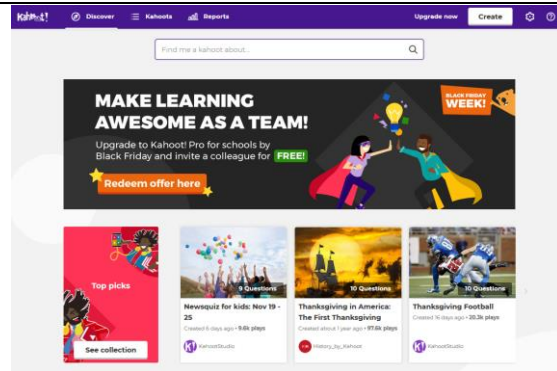 Kahoot!
Discover
Kahoots
Reports
Upgrade now
Create
Find me a kahoot about...
MAKE LEARNING
AWESOME AS A TEAM!
Upgrade to Kahoot! Pro for schools by
Black Friday and invite a colleague for FREE!
Redeem offer here
BLACK FRIDAY
WEEK!
Top picks
See collection
9 Questions
Newsquiz for kids: Nov 19 -
25
Created 6 days ago • 9.6k plays
KahootStudio
10 Questions
Thanksgiving in America:
The First Thanksgiving
Created about 1 year ago • 97.6k plays
History_by_Kahoot
10 Questions
Thanksgiving Football
Created 16 days ago • 20.3k plays
KahootStudio